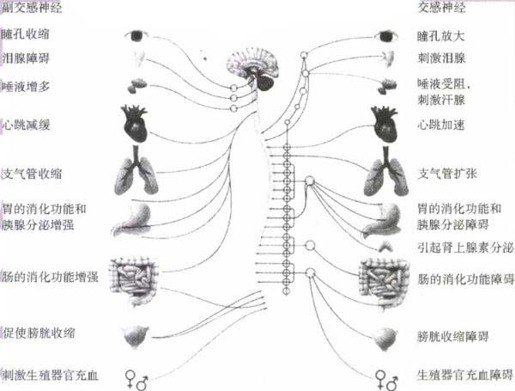 副交感神经
瞳孔收缩
泪腺障碍
唾液增多
心跳减缓
支气管收缩
胃的消化功能和
胰腺分泌增强
肠的消化功能增强
促使膀胱收缩
刺激生殖器官充血
交感神经
瞳孔放大
刺激泪腺
唾液受阻，
刺激汗腺
心跳加速
支气管扩张
胃的消化功能和
胰腺分泌障碍
引起肾上腺素分泌
肠的消化功能障碍
膀胱收缩障碍
生殖器官充血障碍